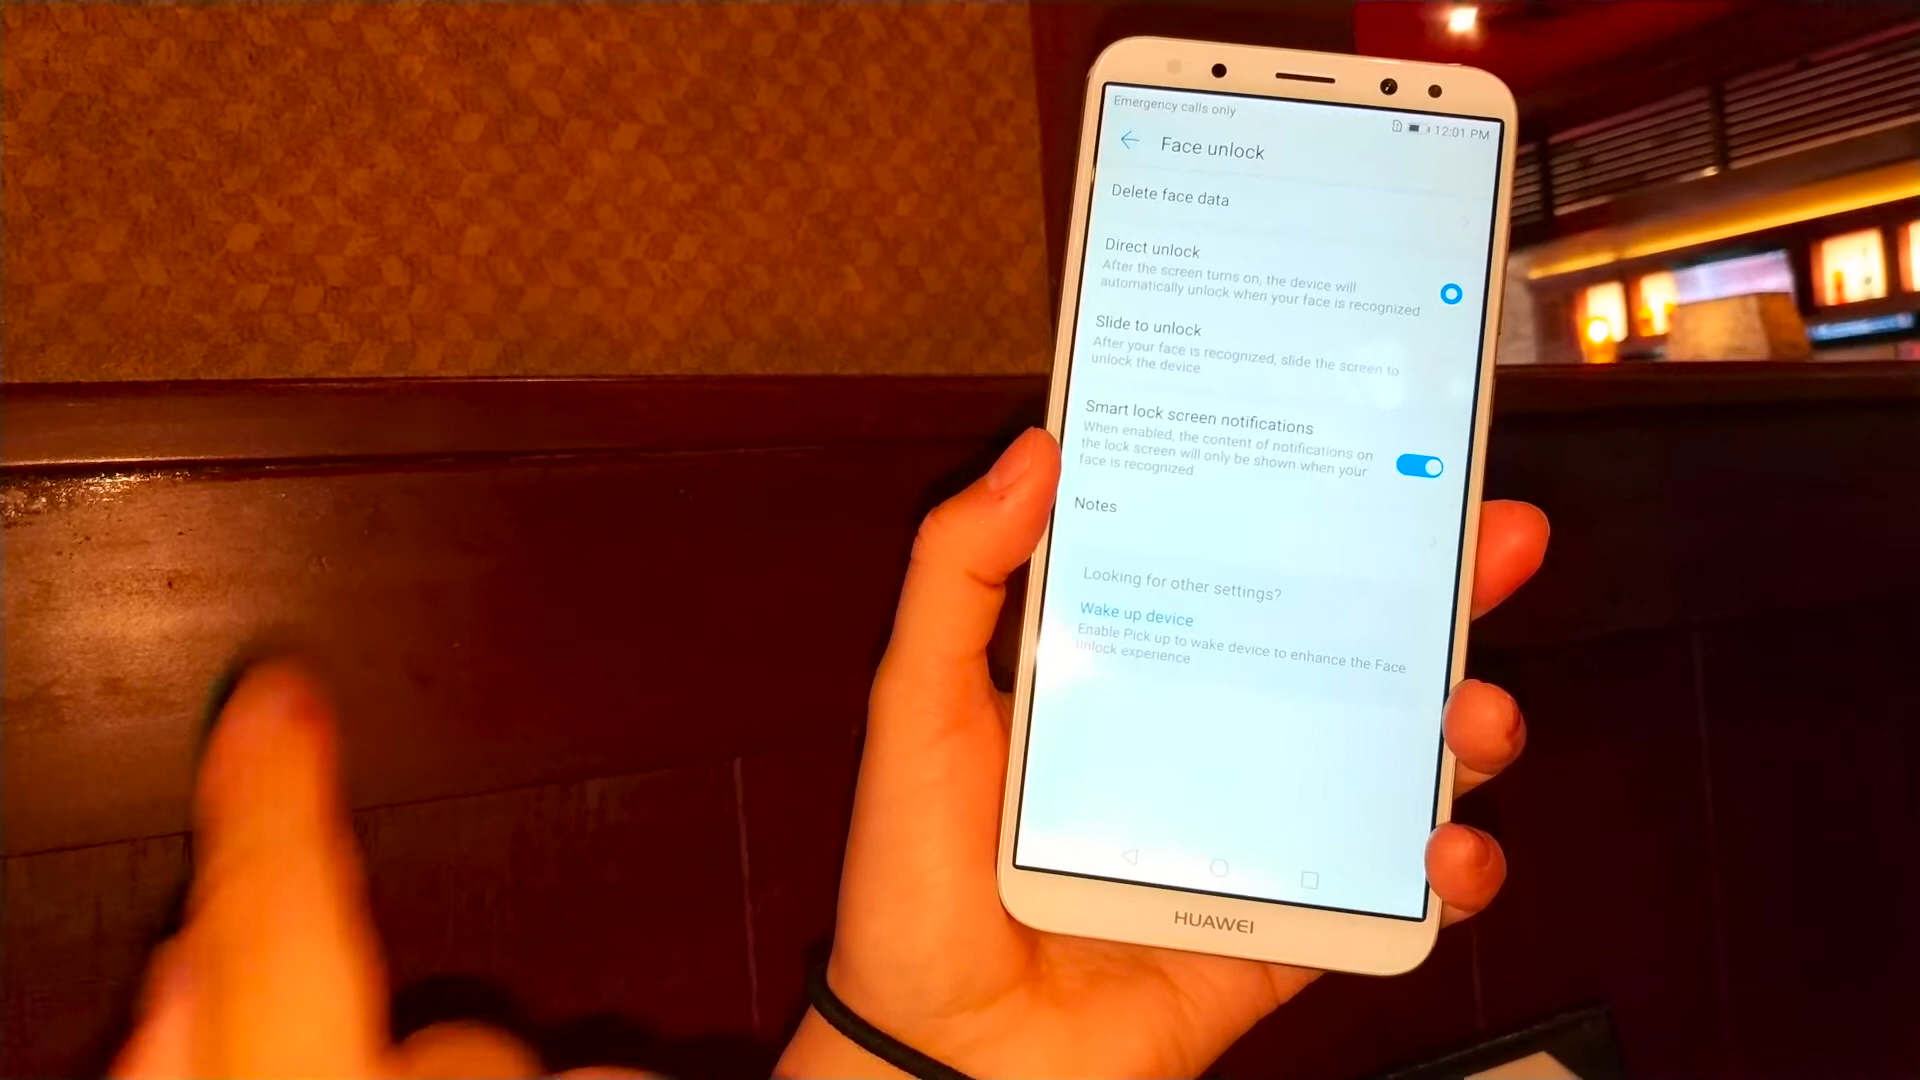 Emergency calls only
12:01 PM
Face unlock
Delete face data
Direct unlock
After the screen turns on, the device will
automatically unlock when your face is recognized
Slide to unlock
After your face is recognized, slide the screen to
unlock the device
Smart lock screen notifications
When enabled, the content of notifications on
the lock screen will only be shown when your
face is recognized
Notes
Looking for other settings?
Wake up device
Enable Pick up to wake device to enhance the Face
unlock experience
HUAWEI